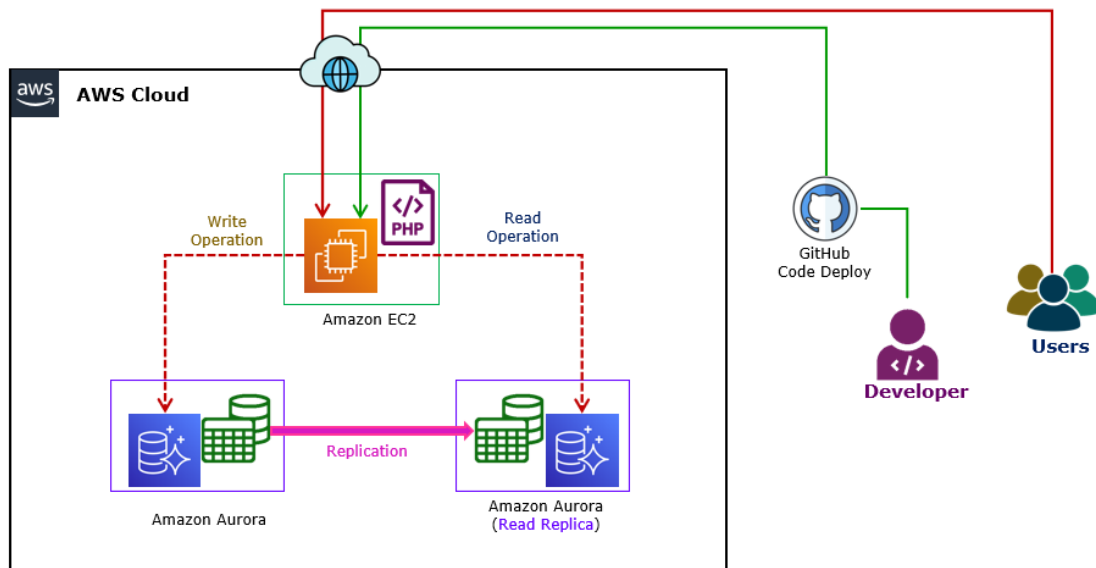 aws
AWS Cloud
Write
Operation
</>
PHP
Read
Operation
Amazon EC2
GitHub
Code Deploy
Users
</>
Developer
Replication
Amazon Aurora
Amazon Aurora
(Read Replica)